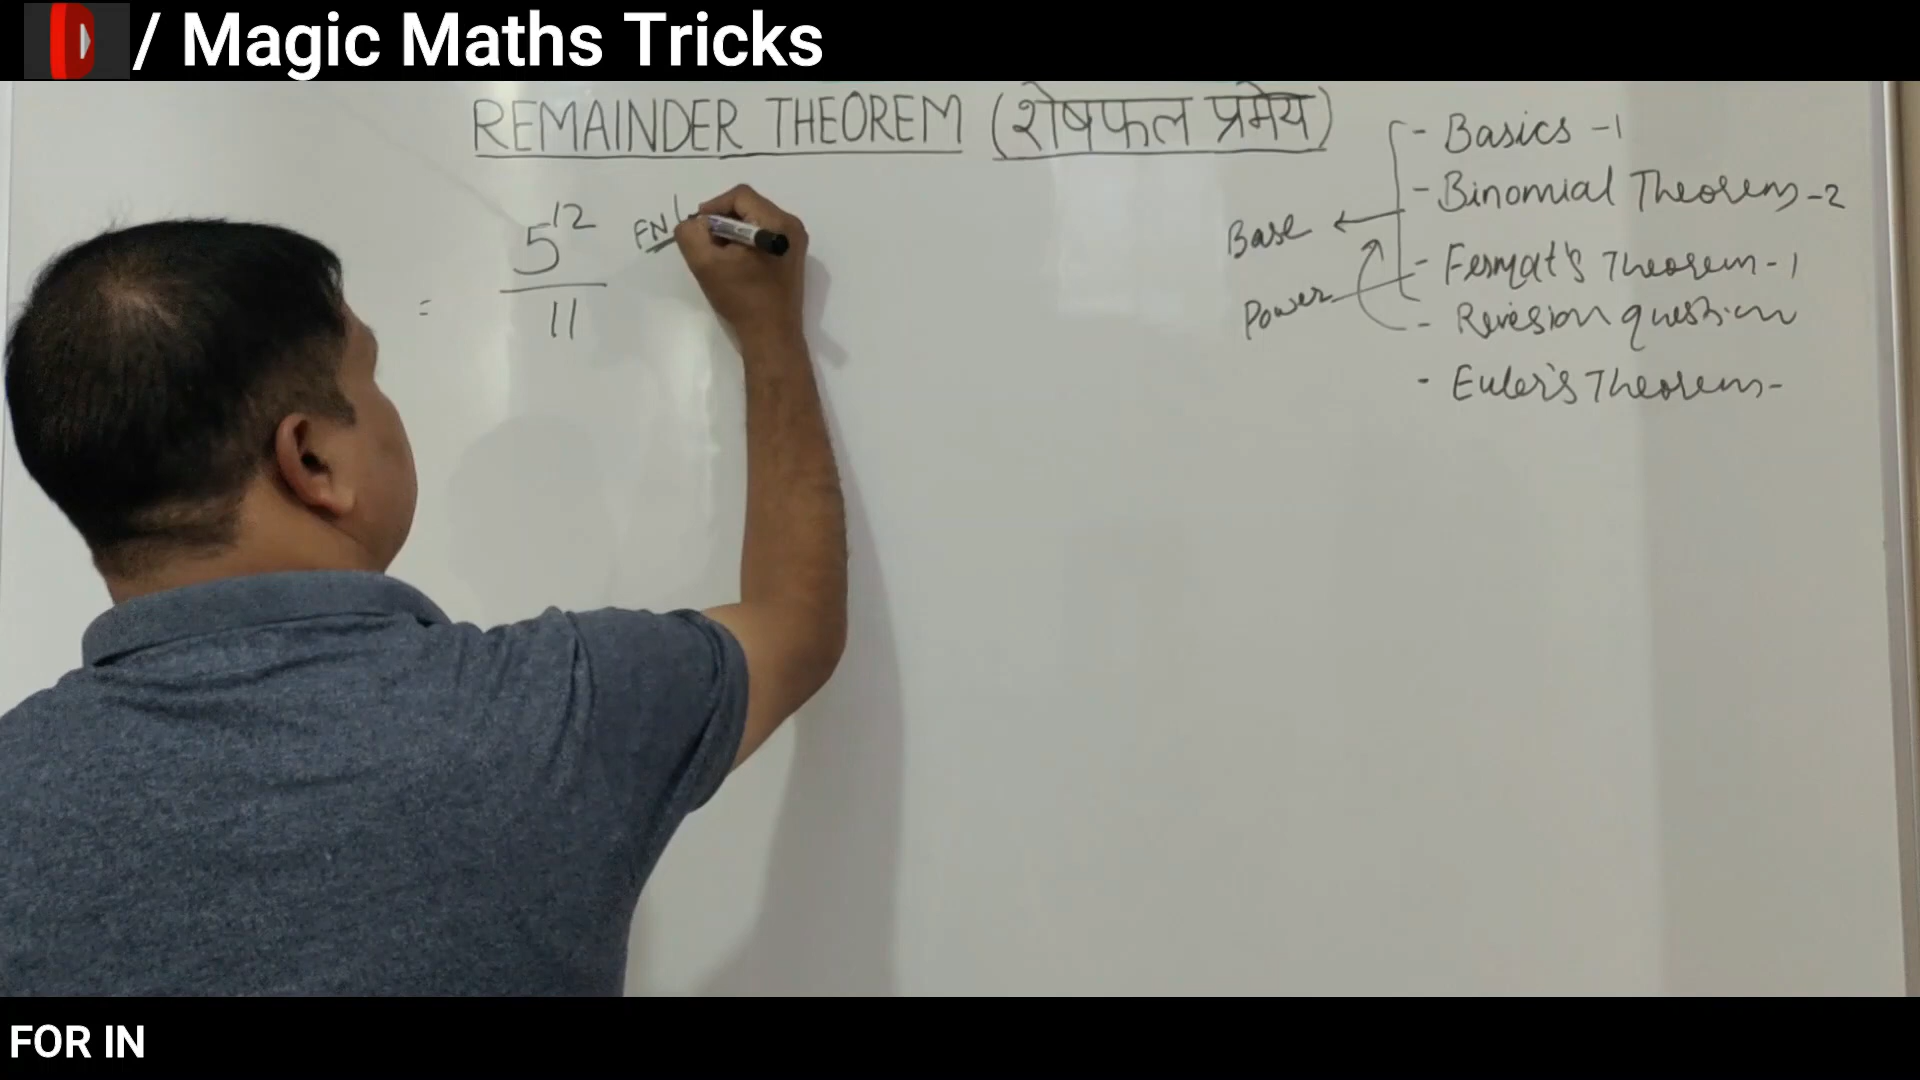 / Magic Maths Tricks
REMAINDER THEOREM (शेषफल प्रमेय)
5^12
11
=
FN
Base
Power
- Basics -1
- Binomial Theorem -2
- Fermat's Theorem - 1
- Revision question
- Euler's Theorem -
FOR IN